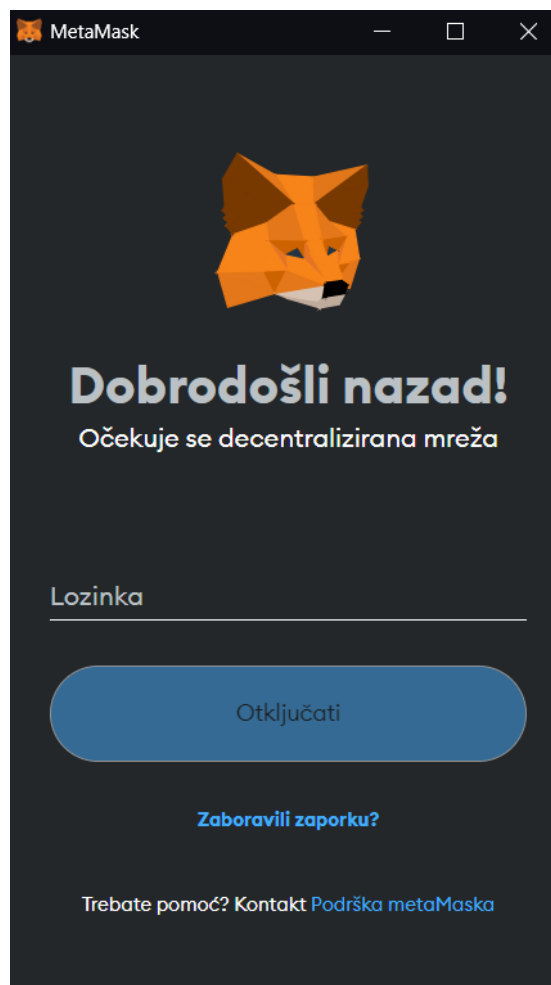 MetaMask
Dobrodošli nazad!
Očekuje se decentralizirana mreža
Lozinka
Otključati
Zaboravili zaporku?
Trebate pomoć? Kontakt Podrška metaMaska